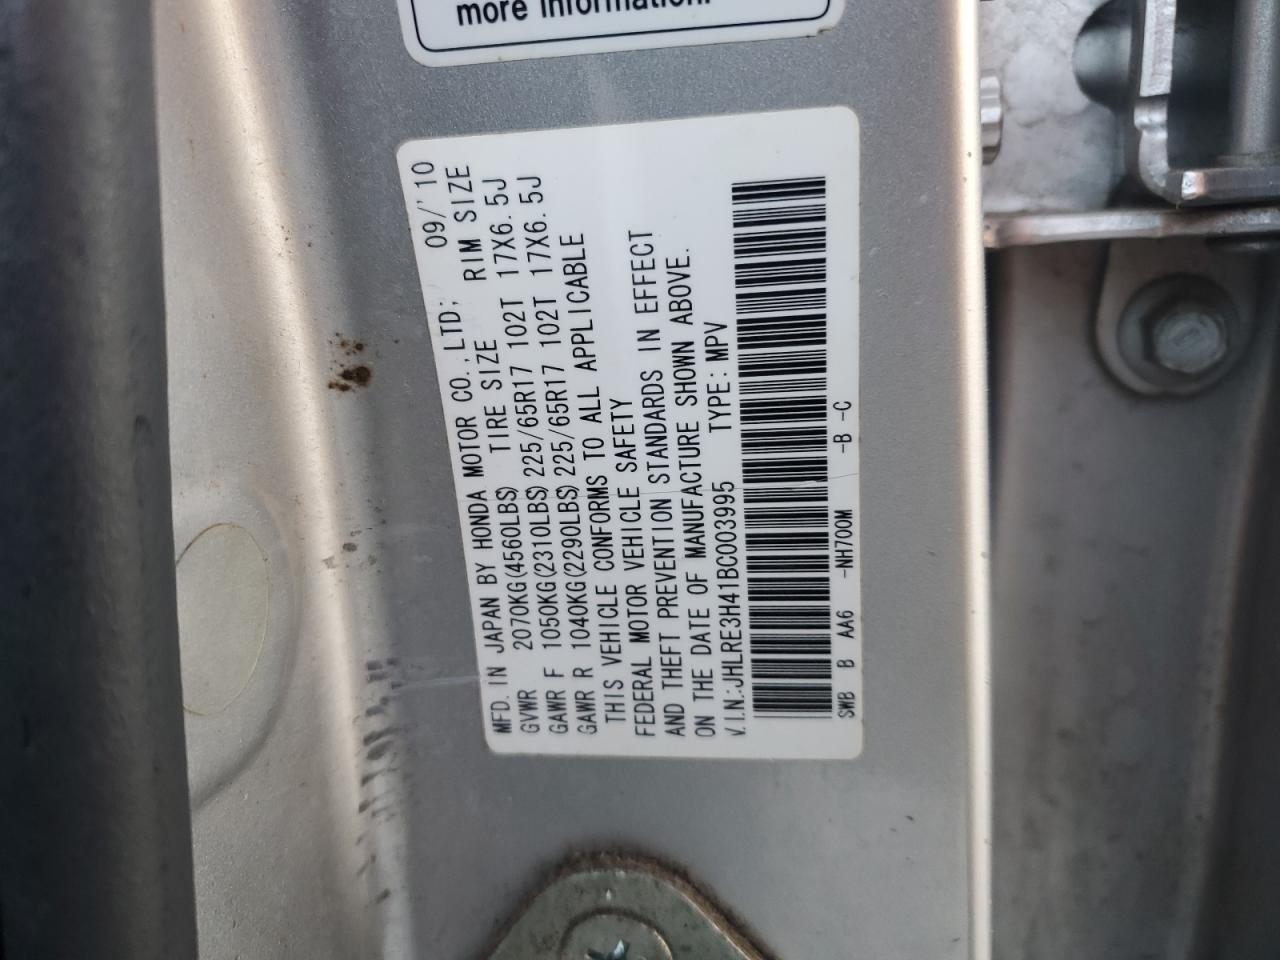 more information.
MFD. IN JAPAN BY HONDA MOTOR CO.,LTD; 09/'10
GVWR 2070KG(4560LBS) TIRE SIZE RIM SIZE
GAWR F 1050KG(2310LBS) 225/65R17 102T 17X6.5J
GAWR R 1040KG(2290LBS) 225/65R17 102T 17X6.5J
THIS VEHICLE CONFORMS TO ALL APPLICABLE
FEDERAL MOTOR VEHICLE SAFETY
AND THEFT PREVENTION STANDARDS IN EFFECT
ON THE DATE OF MANUFACTURE SHOWN ABOVE.
V.I.N.:JHLRE3H41BC003995 TYPE:MPV
SWB B AA6 -NH700M -B -C